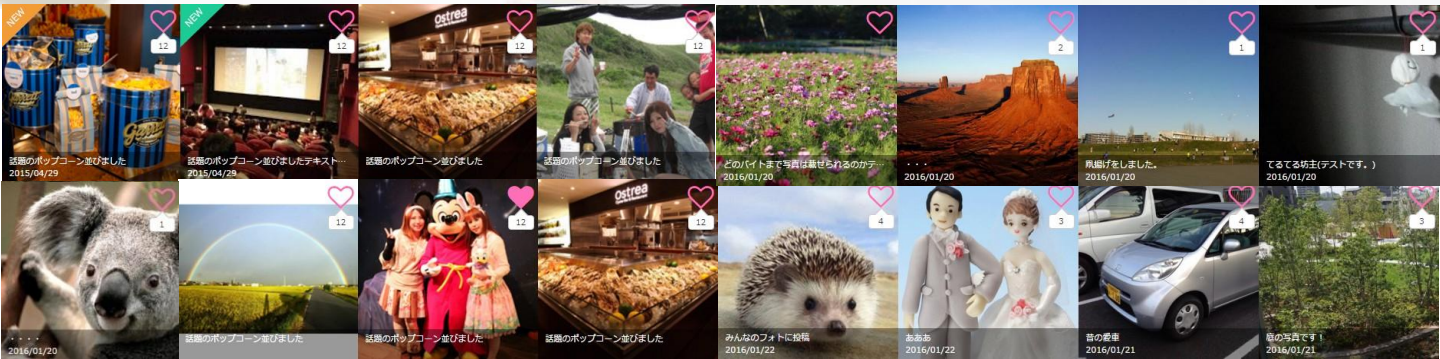 NEW
12
GARRETT
話題のポップコーン並びました
2015/04/29
NEW
12
話題のポップコーン並びましたテキスト…
2015/04/29
Ostrea
12
話題のポップコーン並びました
12
話題のポップコーン並びました
どのバイトまで写真は載せられるのかテ…
2016/01/20
2
・・・
2016/01/20
1
凧揚げをしました。
2016/01/20
1
てるてる坊主(テストです。)
2016/01/20
1
・・・・
2016/01/20
12
話題のポップコーン並びました
12
話題のポップコーン並びました
Ostrea
12
話題のポップコーン並びました
4
みんなのフォトに投稿
2016/01/22
3
あああ
2016/01/22
4
昔の愛車
2016/01/21
3
庭の写真です！
2016/01/21